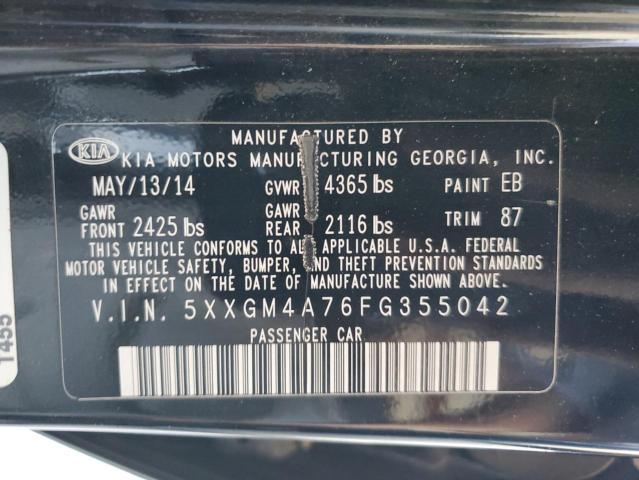 MANUFACTURED BY
KIA KIA MOTORS MANUFACTURING GEORGIA, INC.
MAY/13/14 GVWR 4365 lbs PAINT EB
GAWR FRONT 2425 lbs GAWR REAR 2116 lbs TRIM 87
THIS VEHICLE CONFORMS TO ALL APPLICABLE U.S.A. FEDERAL
MOTOR VEHICLE SAFETY, BUMPER, AND THEFT PREVENTION STANDARDS
IN EFFECT ON THE DATE OF MANUFACTURE SHOWN ABOVE.
V.I.N. 5XXGM4A76FG355042
PASSENGER CAR
1455